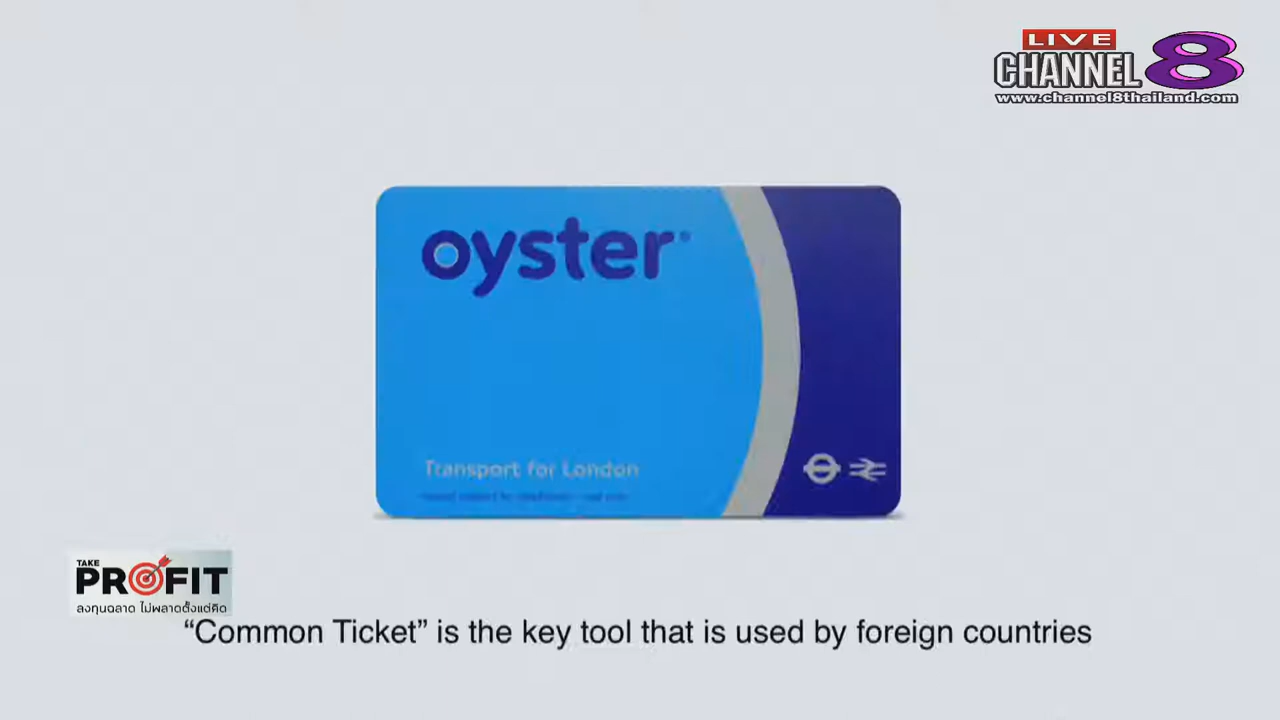 LIVE
CHANNEL 8
www.channel8thailand.com
oyster
Transport for London
TAKE
PROFIT
ลงทุนฉลาด ไม่พลาดตั้งแต่คิด
“Common Ticket” is the key tool that is used by foreign countries